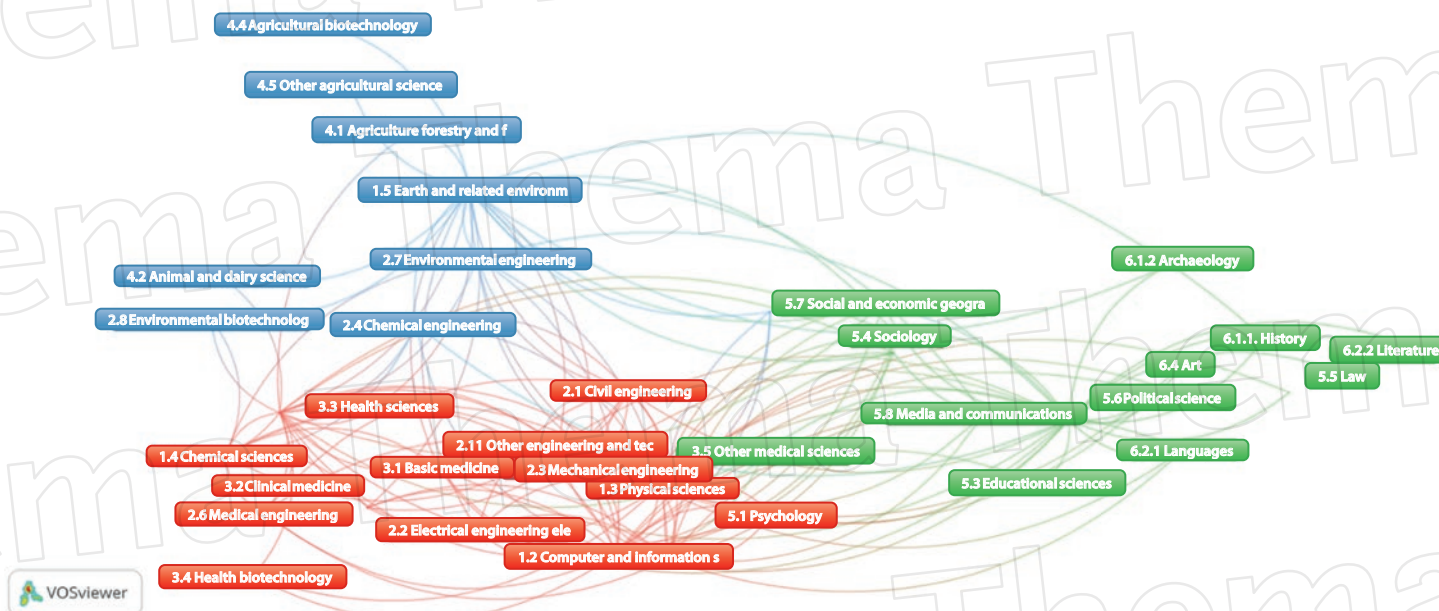 4.4 Agricultural biotechnology
4.5 Other agricultural science
4.1 Agriculture forestry and f
1.5 Earth and related environm
2.7 Environmental engineering
6.1.2 Archaeology
4.2 Animal and dairy science
5.7 Social and economic geogra
2.8 Environmental biotechnolog
2.4 Chemical engineering
5.4 Sociology
6.1.1. History
6.2.2 Literature
6.4 Art
5.5 Law
2.1 Civil engineering
5.6 Political science
3.3 Health sciences
5.8 Media and communications
2.11 Other engineering and tec
3.5 Other medical sciences
6.2.1 Languages
1.4 Chemical sciences
3.1 Basic medicine
2.3 Mechanical engineering
3.2 Clinical medicine
1.3 Physical sciences
5.3 Educational sciences
2.6 Medical engineering
5.1 Psychology
2.2 Electrical engineering ele
1.2 Computer and information s
3.4 Health biotechnology
VOSviewer
Thema Thema
Thema Thema
Thema Thema
Thema